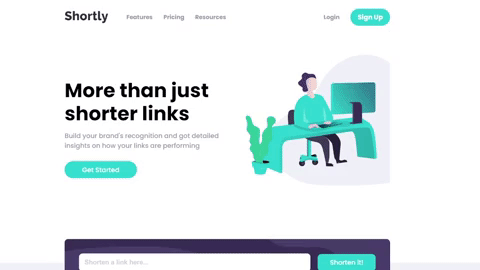 Shortly
Features Pricing Resources Login Sign Up
More than just
shorter links
Build your brand's recognition and get detailed
insights on how your links are performing
Get Started
Shorten a link here...
Shorten It!